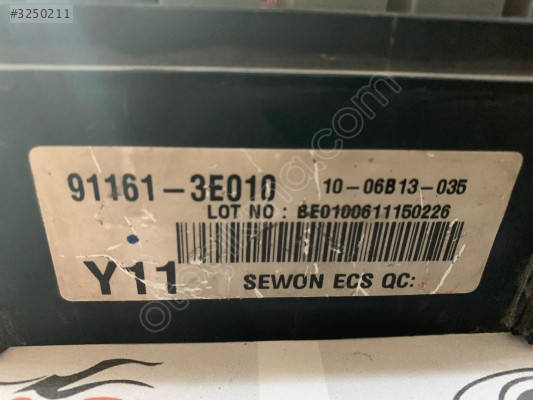 #3250211
91161-3E010 10-06B13-035
LOT NO : BE0100611150226
Y11 SEWON ECS QC: